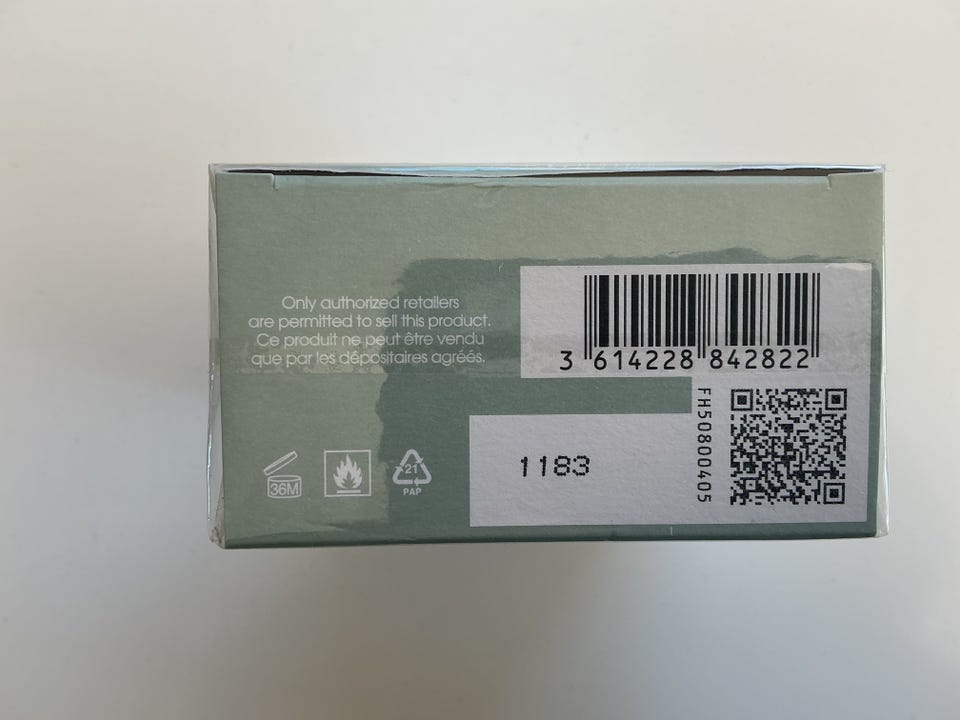 Only authorized retailers
are permitted to sell this product.
Ce produit ne peut être vendu
que par les dépositaires agréés.
3 614228 842822
FH50800405
1183
36M
21
PAP